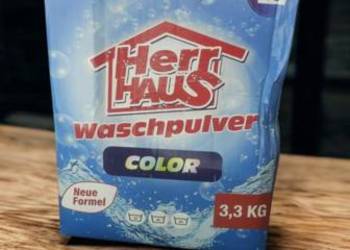 Herr
HAUS
Waschpulver
COLOR
Neue
Formel
3,3 KG